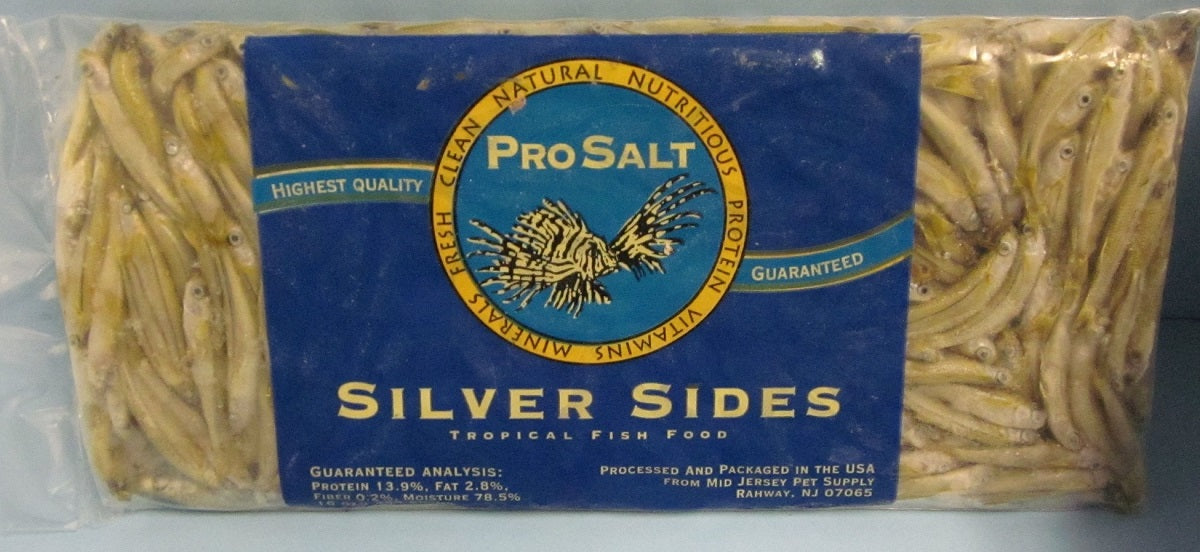 FRESH CLEAN NATURAL NUTRITIOUS PROTEIN VITAMINS MINERALS
PRO SALT
HIGHEST QUALITY
GUARANTEED
SILVER SIDES
TROPICAL FISH FOOD
GUARANTEED ANALYSIS:
PROTEIN 13.9%, FAT 2.8%,
FIBER 0.2%, MOISTURE 78.5%
PROCESSED AND PACKAGED IN THE USA
FROM MID JERSEY PET SUPPLY
RAHWAY, NJ 07065